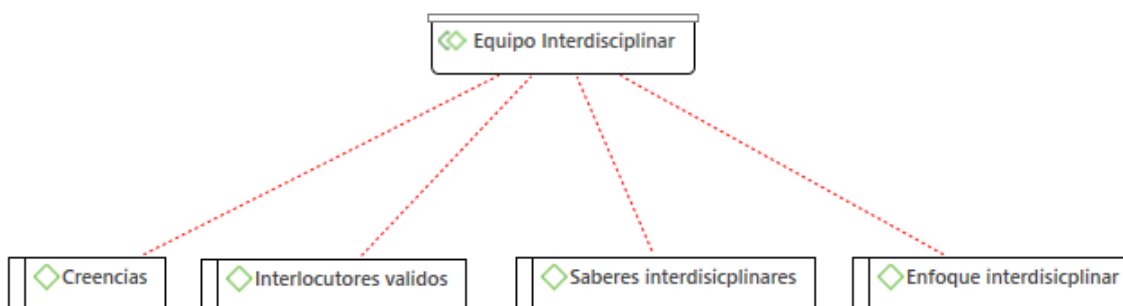 Equipo Interdisciplinar
Creencias
Interlocutores validos
Saberes interdisicplinares
Enfoque interdisicplinar